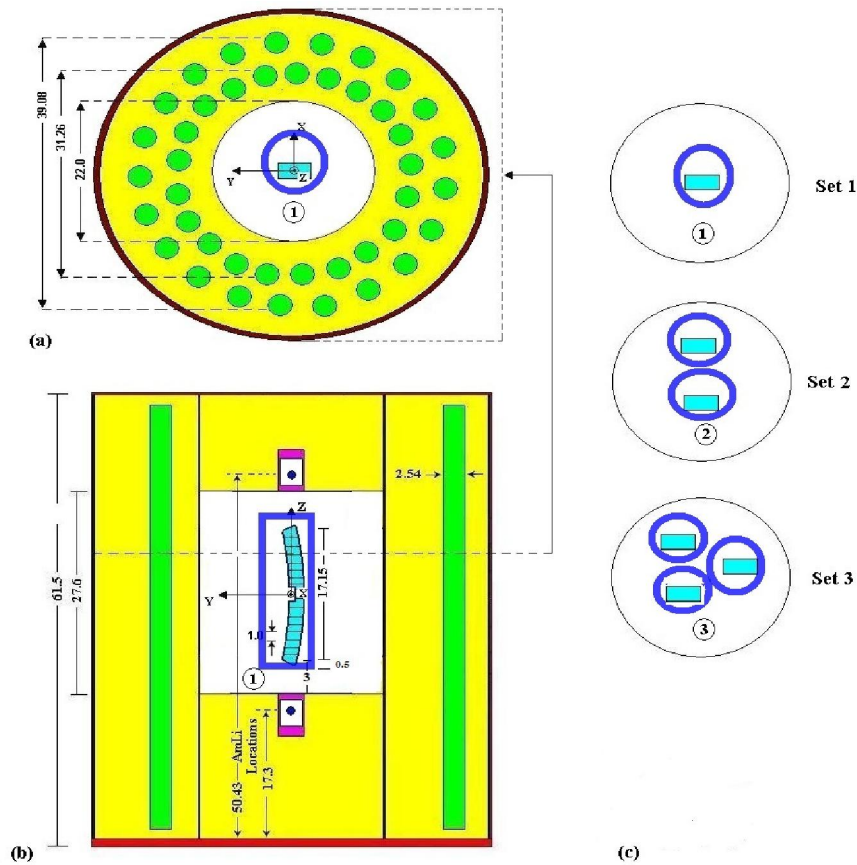 39.08
31.26
22.0
X
Y
Z
1
(a)
Set 1
1
Set 2
2
Set 3
3
61.5
27.6
Z
Y
X
1.0
17.15
0.5
3
1
2.54
50.43
AmLi
Locations
17.3
(b)
(c)